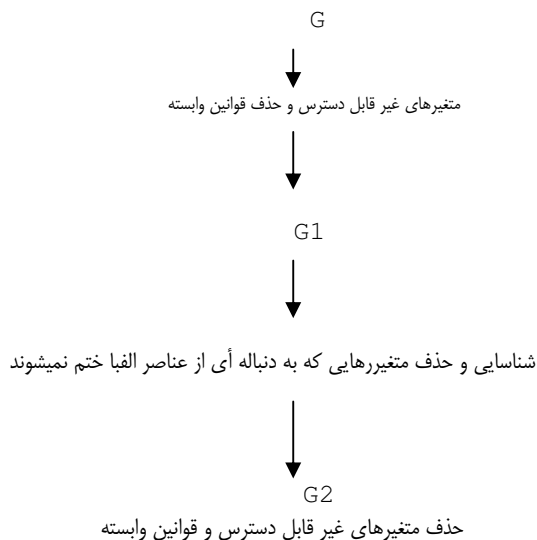 G
متغیرهای غیر قابل دسترس و حذف قوانین وابسته
G1
شناسایی و حذف متغیررهایی که به دنباله أی از عناصر الفبا ختم نمیشوند
G2
حذف متغیرهای غیر قابل دسترس و قوانین وابسته